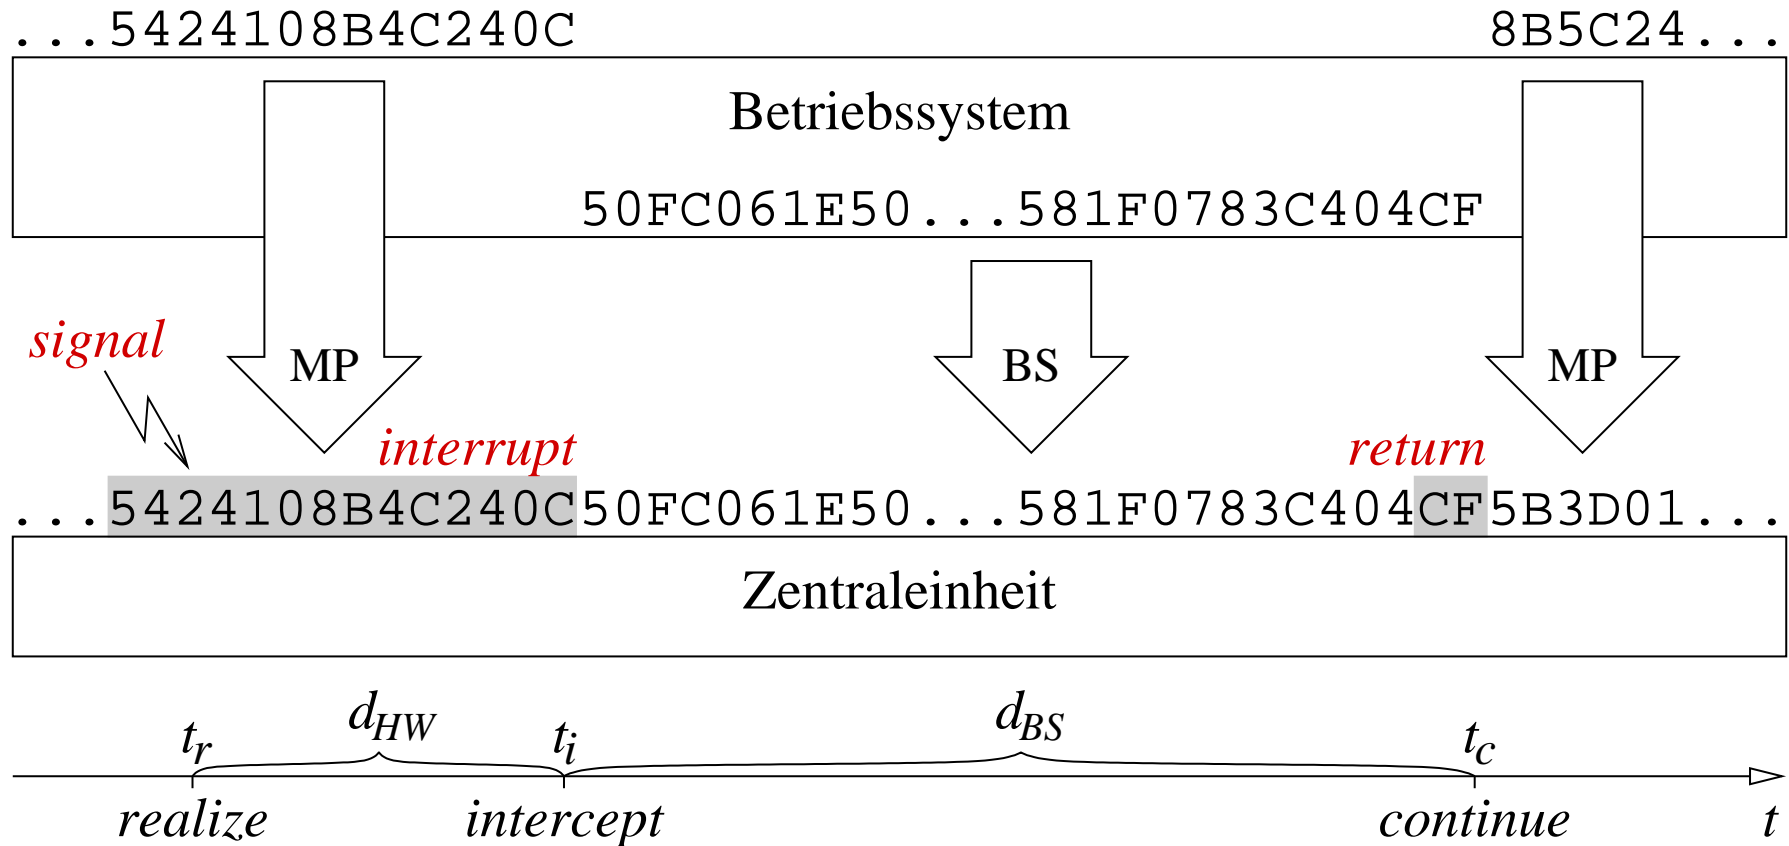 ...5424108B4C240C 8B5C24...
Betriebssystem
50FC061E50...581F0783C404CF
signal
MP BS MP
interrupt return
...5424108B4C240C50FC061E50...581F0783C404CF5B3D01...
Zentraleinheit
d_HW d_BS
t_r t_i t_c
realize intercept continue t